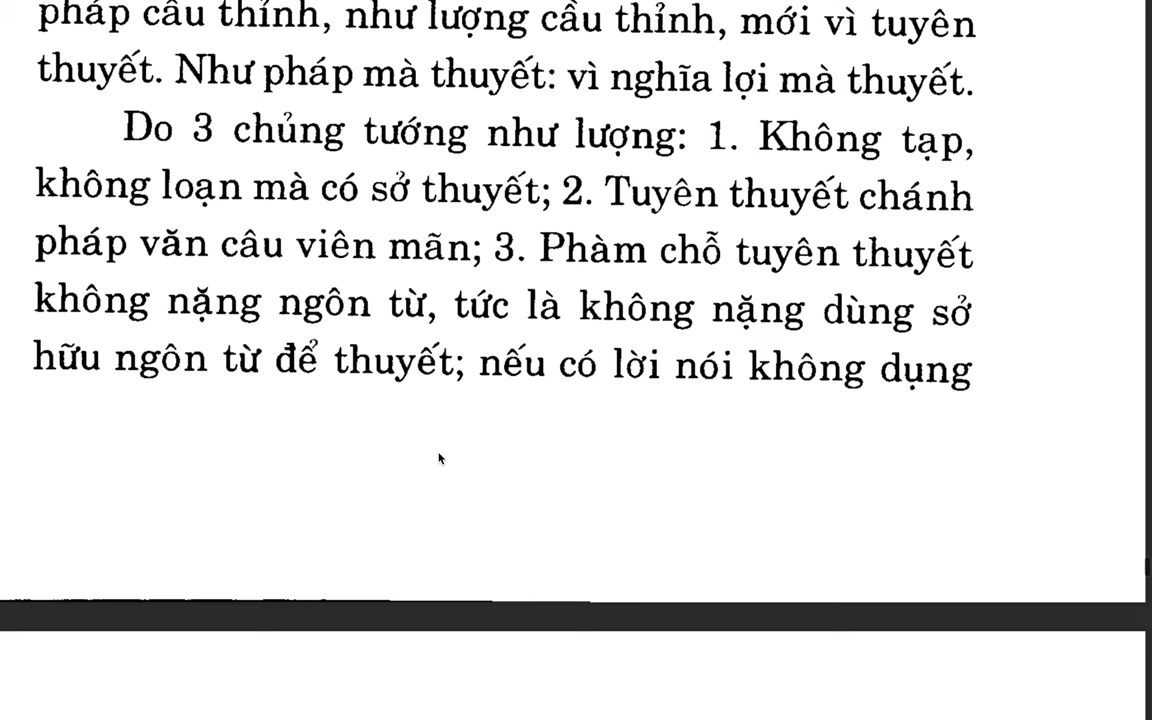 pháp cầu thỉnh, như lượng cầu thỉnh, mới vì tuyên
thuyết. Như pháp mà thuyết: vì nghĩa lợi mà thuyết.
Do 3 chủng tướng như lượng: 1. Không tạp,
không loạn mà có sở thuyết; 2. Tuyên thuyết chánh
pháp văn câu viên mãn; 3. Phàm chỗ tuyên thuyết
không nặng ngôn từ, tức là không nặng dùng sở
hữu ngôn từ để thuyết; nếu có lời nói không dụng